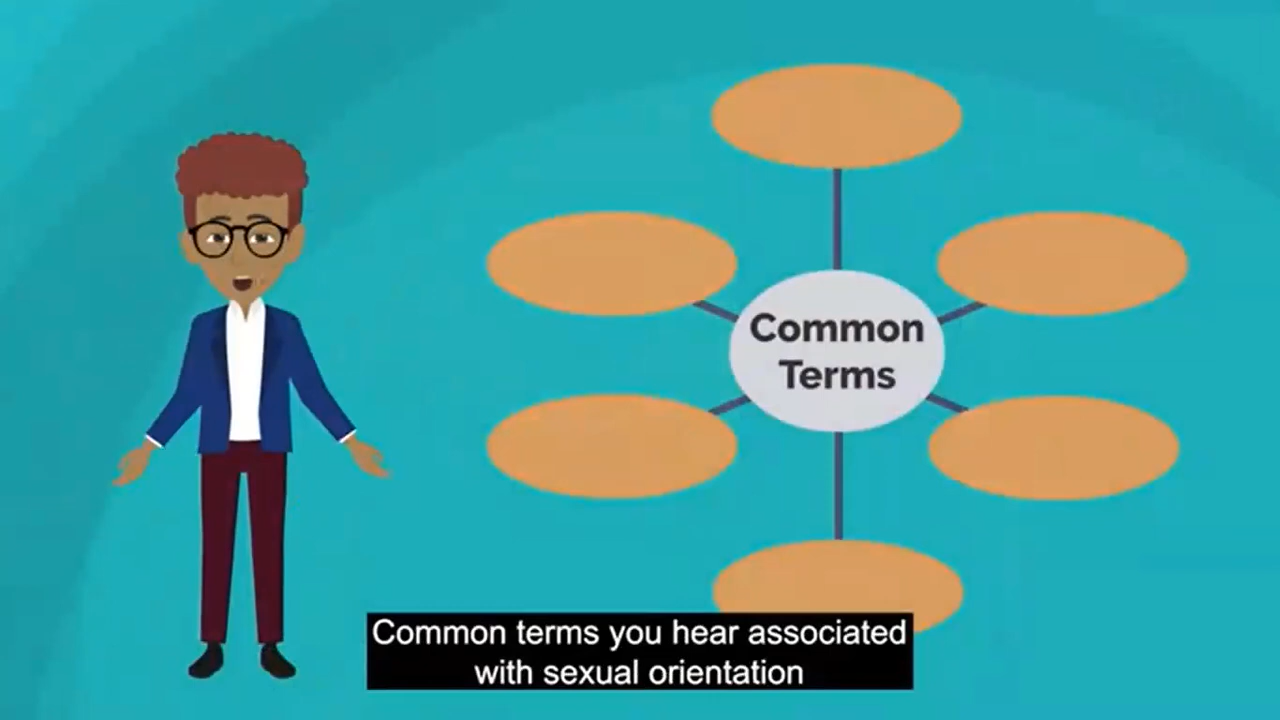 Common
Terms
Common terms you hear associated
with sexual orientation